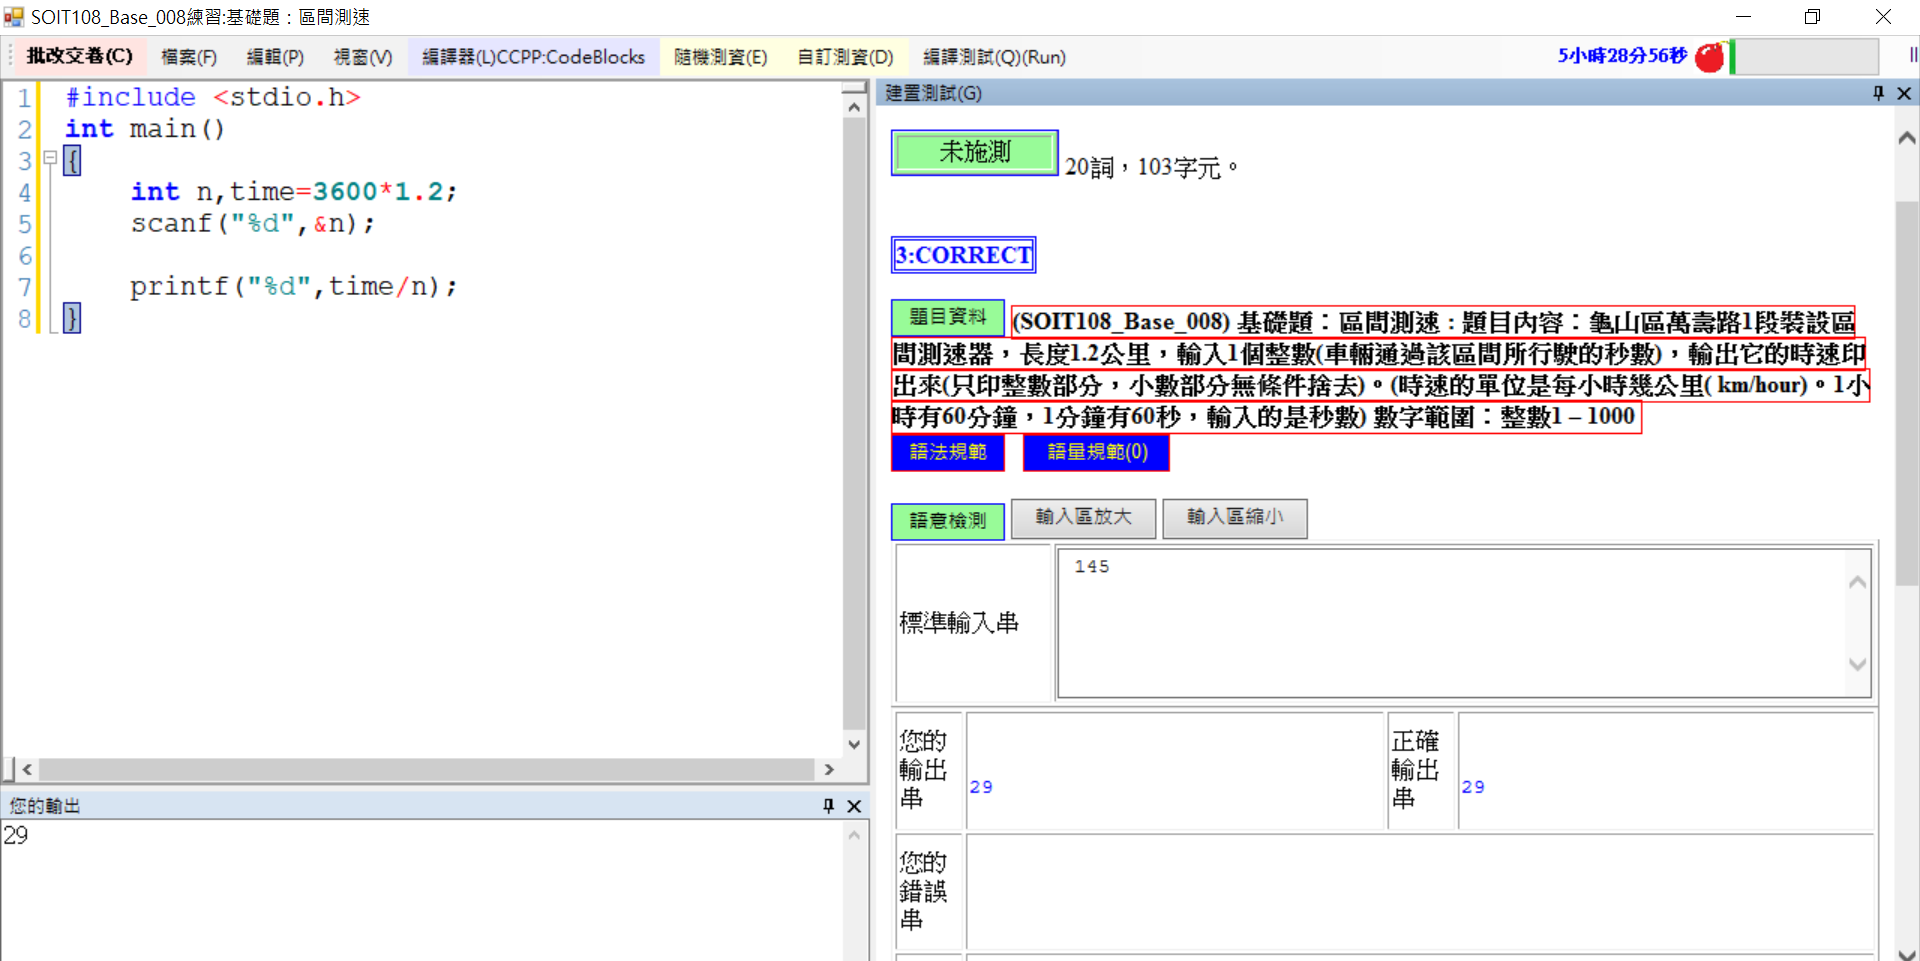 SOIT108_Base_008練習:基礎題：區間測速
批改交卷(C) 檔案(F) 編輯(P) 視窗(V) 編譯器(L)CCPP:CodeBlocks 隨機測資(E) 自訂測資(D) 編譯測試(Q)(Run) 5小時28分56秒
1 #include <stdio.h>
2 int main()
3 {
4 int n,time=3600*1.2;
5 scanf("%d",&n);
6
7 printf("%d",time/n);
8 }
您的輸出
29
建置測試(G)
未施測 20詞，103字元。
3:CORRECT
題目資料 (SOIT108_Base_008) 基礎題：區間測速：題目內容：龜山區萬壽路1段裝設區
間測速器，長度1.2公里，輸入1個整數(車輛通過該區間所行駛的秒數)，輸出它的時速印
出來(只印整數部分，小數部分無條件捨去)。(時速的單位是每小時幾公里( km/hour)。1小
時有60分鐘，1分鐘有60秒，輸入的是秒數) 數字範圍：整數1 – 1000
語法規範 語量規範(0)
語意檢測 輸入區放大 輸入區縮小
標準輸入串 145
您的
輸出
串
29
正確
輸出
串
29
您的
錯誤
串